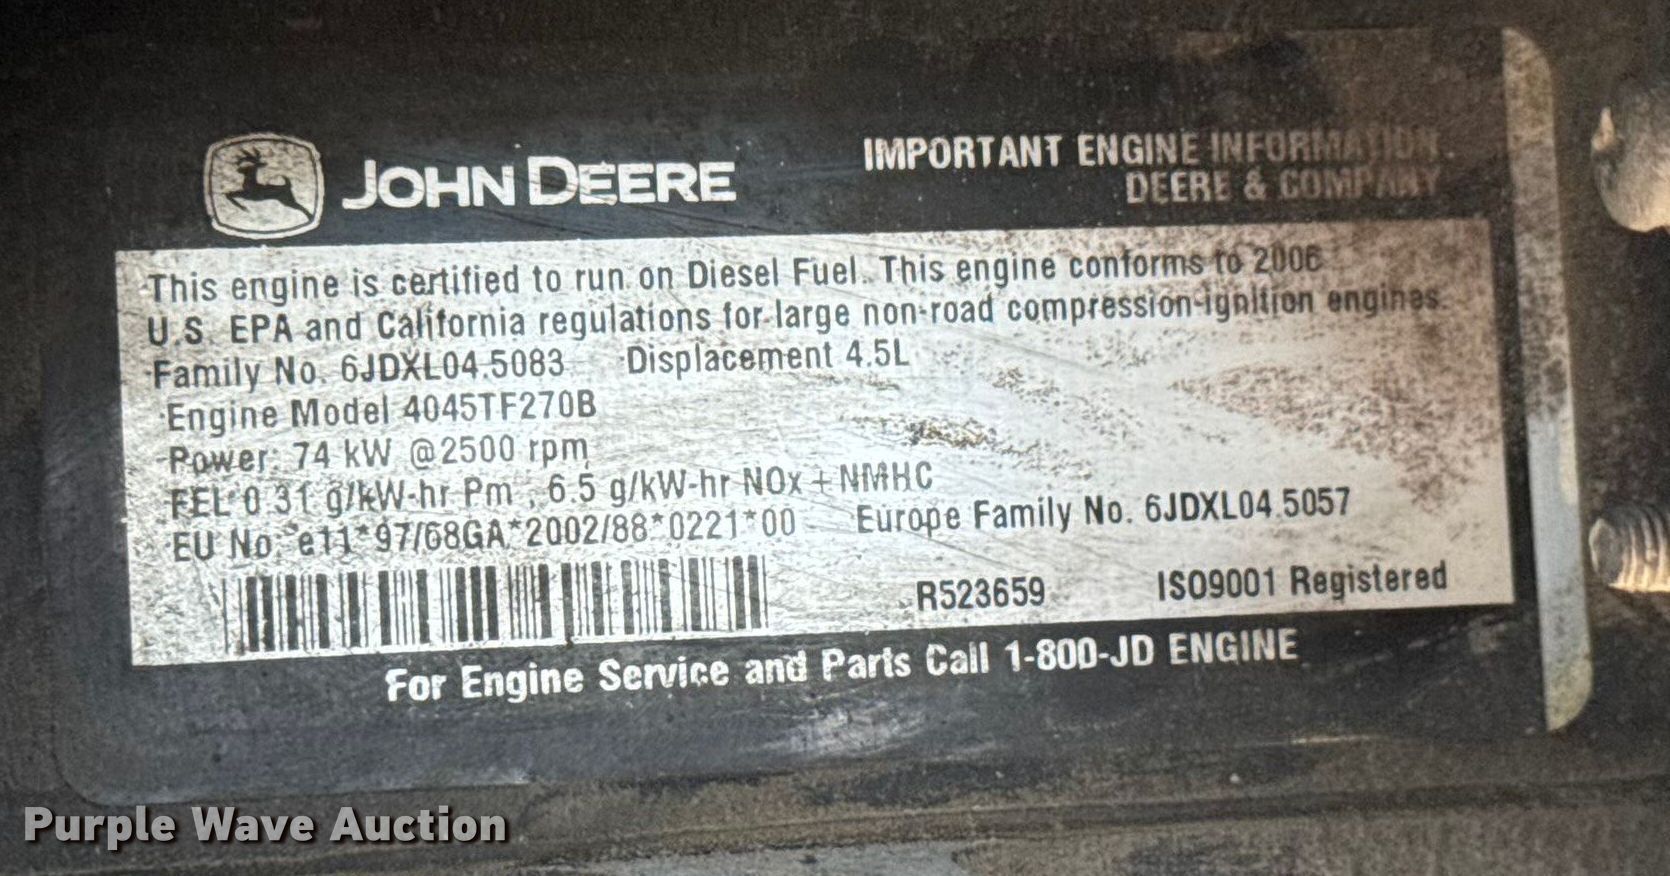 JOHN DEERE
IMPORTANT ENGINE INFORMATION
DEERE & COMPANY
This engine is certified to run on Diesel Fuel. This engine conforms to 2006
U.S. EPA and California regulations for large non-road compression-ignition engines.
Family No. 6JDXL04.5083 Displacement 4.5L
Engine Model 4045TF270B
Power: 74 kW @2500 rpm
FEL: 0.31 g/kW-hr Pm , 6.5 g/kW-hr NOx + NMHC
EU No: e11*97/68GA*2002/88*0221*00 Europe Family No. 6JDXL04.5057
R523659 ISO9001 Registered
For Engine Service and Parts Call 1-800-JD ENGINE
Purple Wave Auction